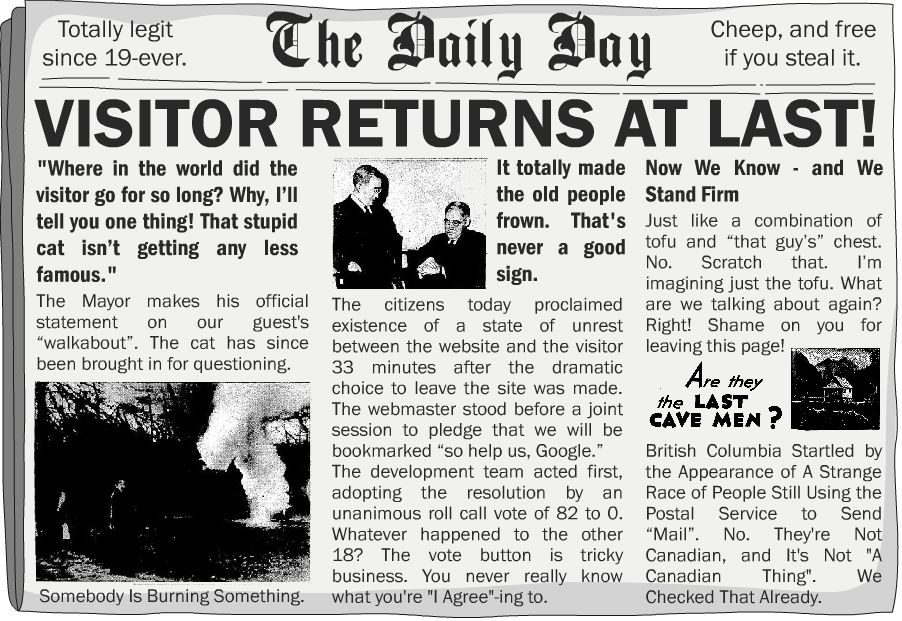 Totally legit
since 19-ever.
The Daily Day
Cheep, and free
if you steal it.
VISITOR RETURNS AT LAST!
"Where in the world did the
visitor go for so long? Why, I’ll
tell you one thing! That stupid
cat isn’t getting any less
famous."
The Mayor makes his official
statement on our guest's
“walkabout”. The cat has since
been brought in for questioning.
Somebody Is Burning Something.
It totally made
the old people
frown. That's
never a good
sign.
The citizens today proclaimed
existence of a state of unrest
between the website and the visitor
33 minutes after the dramatic
choice to leave the site was made.
The webmaster stood before a joint
session to pledge that we will be
bookmarked “so help us, Google.”
The development team acted first,
adopting the resolution by an
unanimous roll call vote of 82 to 0.
Whatever happened to the other
18? The vote button is tricky
business. You never really know
what you're "I Agree"-ing to.
Now We Know - and We
Stand Firm
Just like a combination of
tofu and “that guy’s” chest.
No. Scratch that. I’m
imagining just the tofu. What
are we talking about again?
Right! Shame on you for
leaving this page!
Are they
the LAST
CAVE MEN ?
British Columbia Startled by
the Appearance of A Strange
Race of People Still Using the
Postal Service to Send
“Mail”. No. They're Not
Canadian, and It's Not "A
Canadian Thing". We
Checked That Already.